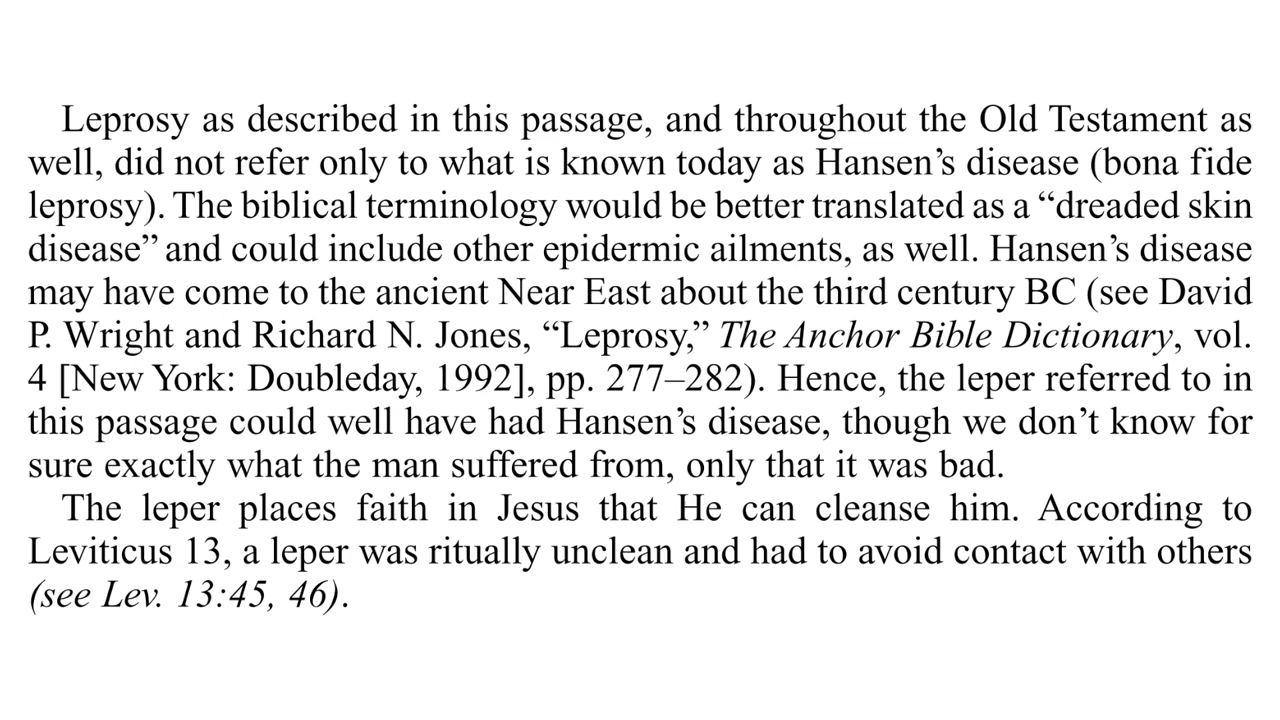 Leprosy as described in this passage, and throughout the Old Testament as
well, did not refer only to what is known today as Hansen’s disease (bona fide
leprosy). The biblical terminology would be better translated as a “dreaded skin
disease” and could include other epidermic ailments, as well. Hansen’s disease
may have come to the ancient Near East about the third century BC (see David
P. Wright and Richard N. Jones, “Leprosy,” The Anchor Bible Dictionary, vol.
4 [New York: Doubleday, 1992], pp. 277–282). Hence, the leper referred to in
this passage could well have had Hansen’s disease, though we don’t know for
sure exactly what the man suffered from, only that it was bad.
The leper places faith in Jesus that He can cleanse him. According to
Leviticus 13, a leper was ritually unclean and had to avoid contact with others
(see Lev. 13:45, 46).